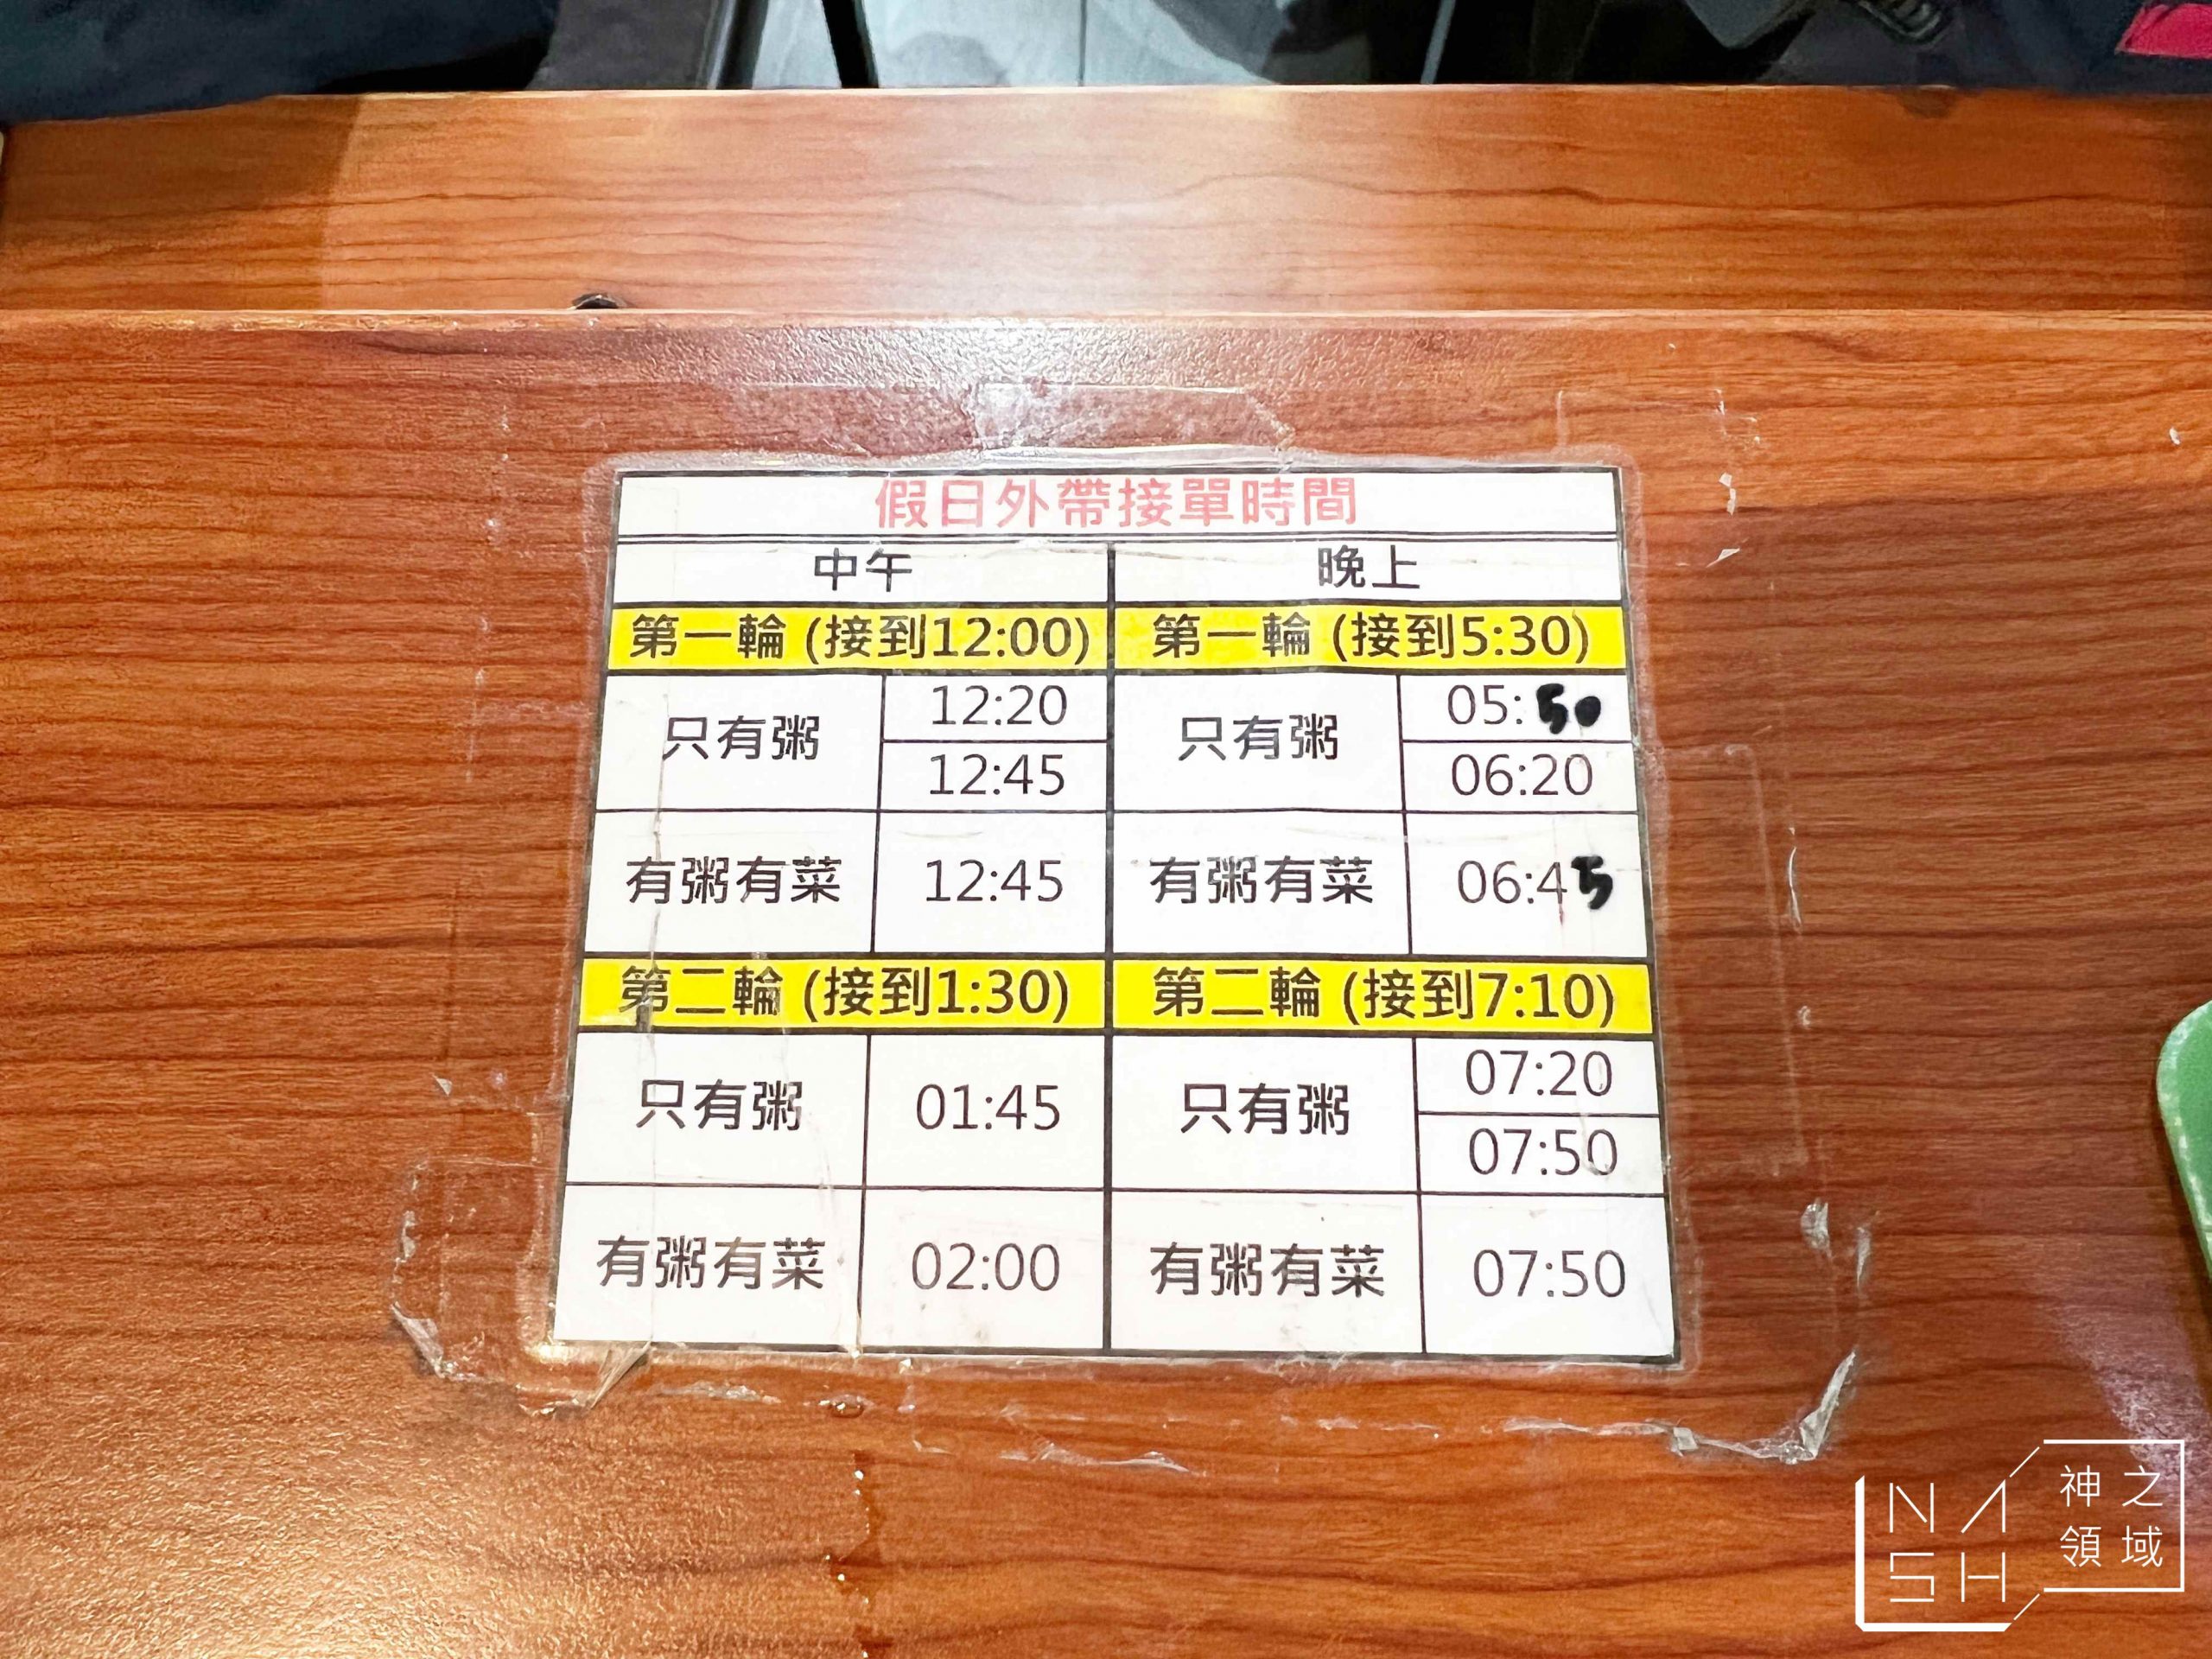 假日外帶接單時間
中午 晚上
第一輪 (接到12:00) 第一輪 (接到5:30)
只有粥 12:20 只有粥 05:50
12:45 06:20
有粥有菜 12:45 有粥有菜 06:45
第二輪 (接到1:30) 第二輪 (接到7:10)
只有粥 01:45 只有粥 07:20
07:50
有粥有菜 02:00 有粥有菜 07:50
NASH
神之
領域